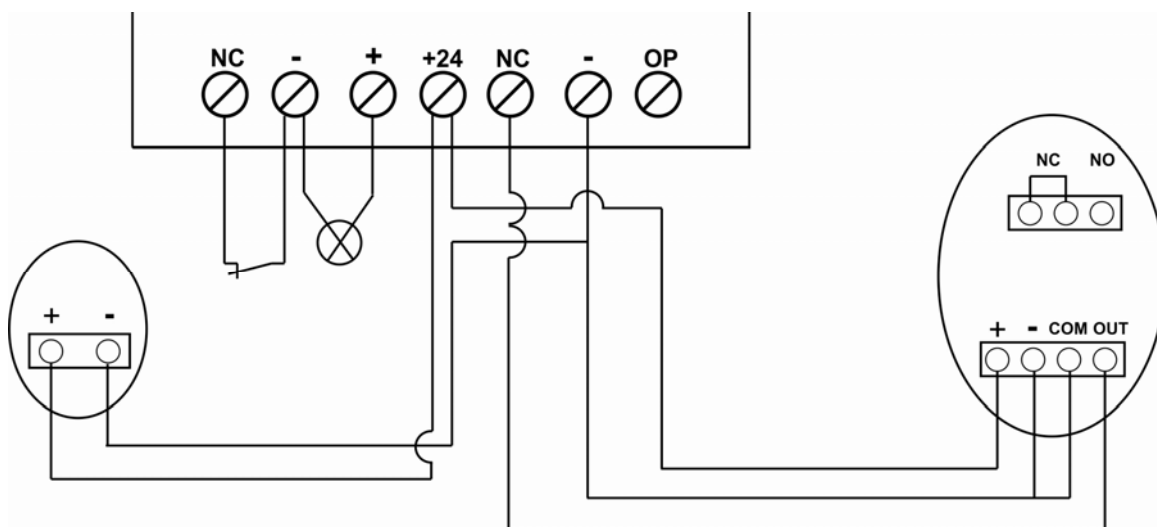 NC - + +24 NC - OP
NC NO
+ -
+ - COM OUT